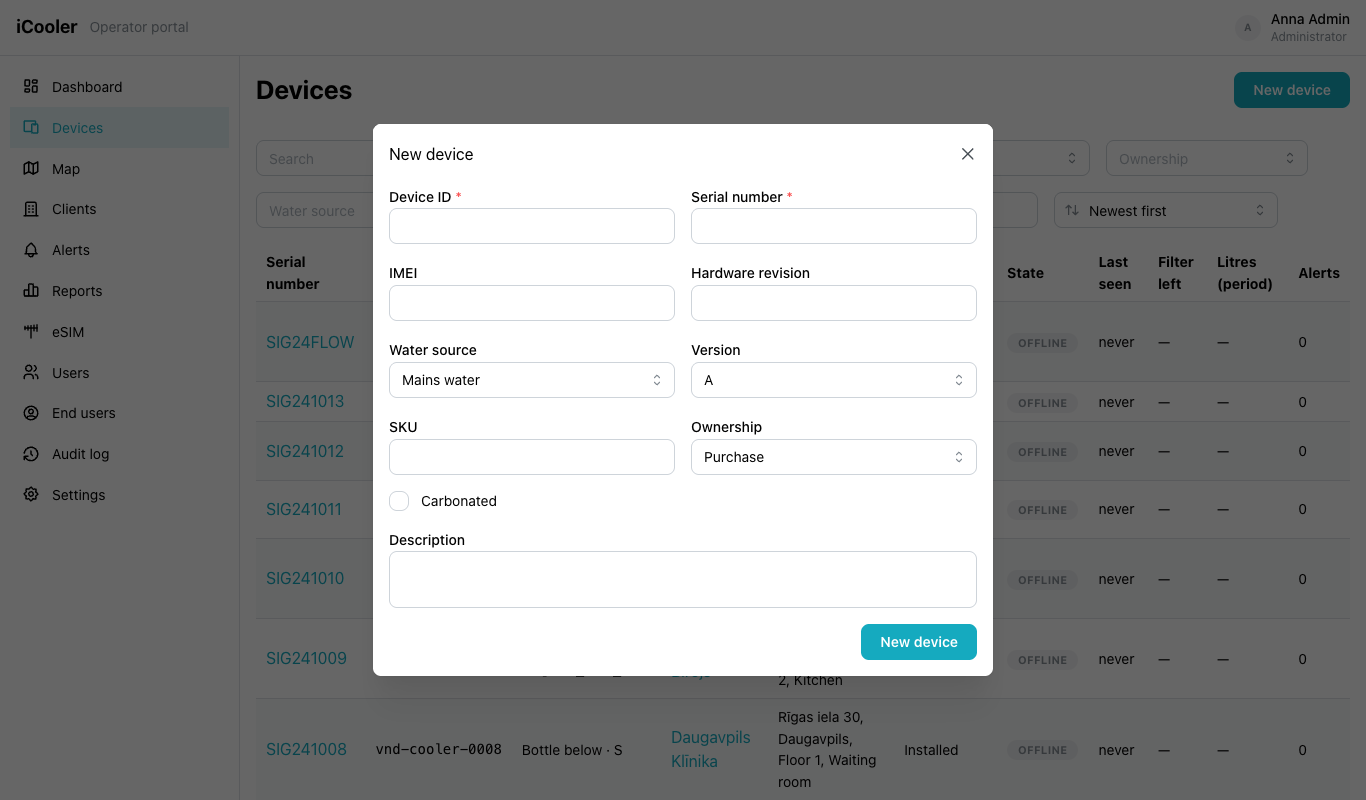 iCooler Operator portal
A
Anna Admin
Administrator
Dashboard
Devices
Map
Clients
Alerts
Reports
eSIM
Users
End users
Audit log
Settings
Devices
New device
Search
Ownership
Water source
Newest first
Serial number
State
Last seen
Filter left
Litres (period)
Alerts
SIG24FLOW OFFLINE never — — 0
SIG241013 OFFLINE never — — 0
SIG241012 OFFLINE never — — 0
SIG241011 OFFLINE never — — 0
SIG241010 OFFLINE never — — 0
SIG241009 2, Kitchen OFFLINE never — — 0
SIG241008 vnd-cooler-0008 Bottle below · S Daugavpils Klīnika Rīgas iela 30, Daugavpils, Floor 1, Waiting room Installed OFFLINE never — — 0
New device
Device ID *
Serial number *
IMEI
Hardware revision
Water source
Mains water
Version
A
SKU
Ownership
Purchase
Carbonated
Description
New device